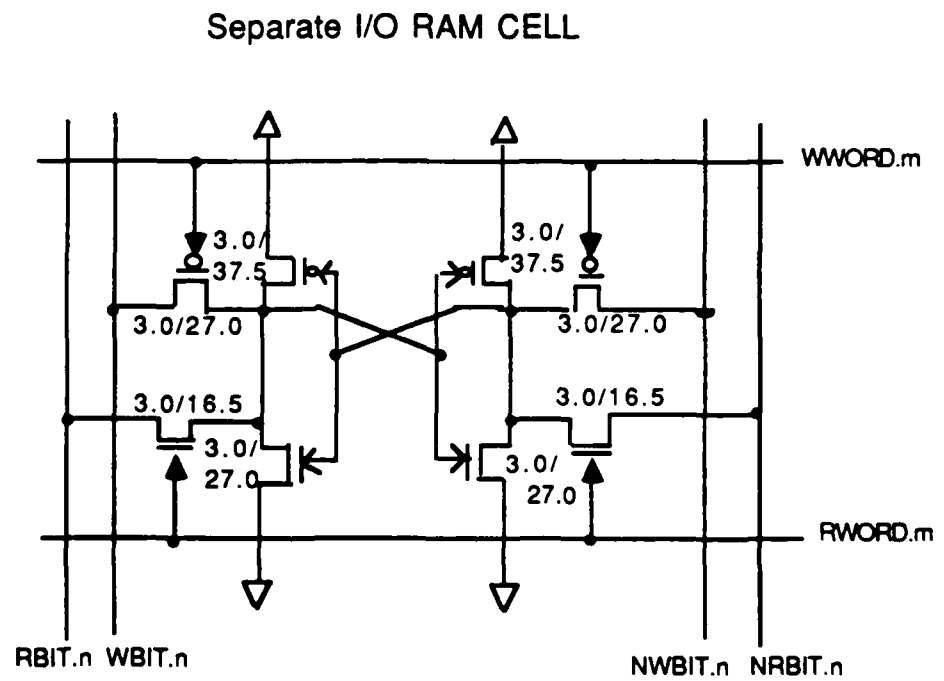 Separate I/O RAM CELL
WWORD.m
3.0/
37.5
3.0/
37.5
3.0/27.0
3.0/27.0
3.0/16.5
3.0/16.5
3.0/
27.0
3.0/
27.0
RWORD.m
RBIT.n WBIT.n
NWBIT.n NRBIT.n